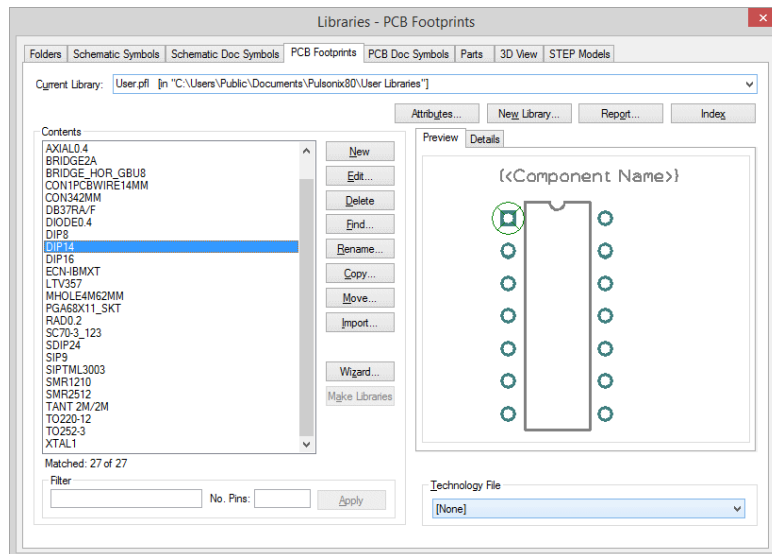 Libraries - PCB Footprints
Folders Schematic Symbols Schematic Doc Symbols PCB Footprints PCB Doc Symbols Parts 3D View STEP Models
Current Library: User.pfl [in "C:\Users\Public\Documents\Pulsonix80\User Libraries"]
Attributes... New Library... Report... Index
Contents
AXIAL0.4
BRIDGE2A
BRIDGE_HOR_GBU8
CON1PCBWIRE14MM
CON342MM
DB37RA/F
DIODE0.4
DIP8
DIP14
DIP16
ECN-IBMXT
LTV357
MHOLE4M62MM
PGA68X11_SKT
RAD0.2
SC70-3_123
SDIP24
SIP9
SIPTML3003
SMR1210
SMR2512
TANT 2M/2M
TO220-12
TO252-3
XTAL1
New
Edit...
Delete
Find...
Rename...
Copy...
Move...
Import...
Wizard...
Make Libraries
Preview Details
{<Component Name>}
Matched: 27 of 27
Filter
No. Pins: Apply
Technology File
[None]